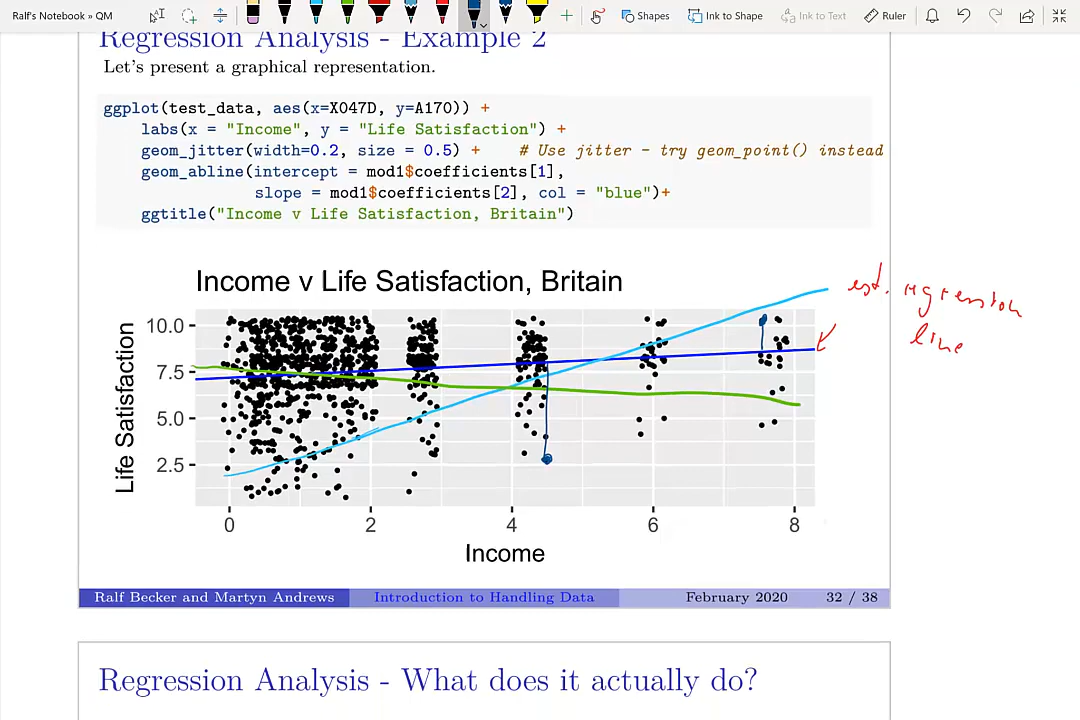 Ralf's Notebook » QM
Shapes
Ink to Shape
Ink to Text
Ruler
Regression Analysis - Example 2
Let's present a graphical representation.
ggplot(test_data, aes(x=X047D, y=A170)) +
labs(x = "Income", y = "Life Satisfaction") +
geom_jitter(width=0.2, size = 0.5) + # Use jitter - try geom_point() instead
geom_abline(intercept = mod1$coefficients[1],
slope = mod1$coefficients[2], col = "blue")+
ggtitle("Income v Life Satisfaction, Britain")
Income v Life Satisfaction, Britain
est. regression
line
10.0
7.5
5.0
2.5
Life Satisfaction
0 2 4 6 8
Income
Ralf Becker and Martyn Andrews Introduction to Handling Data February 2020 32 / 38
Regression Analysis - What does it actually do?